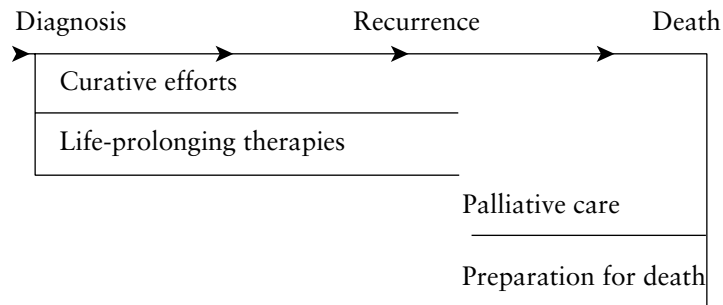 Diagnosis Recurrence Death
Curative efforts
Life-prolonging therapies
Palliative care
Preparation for death